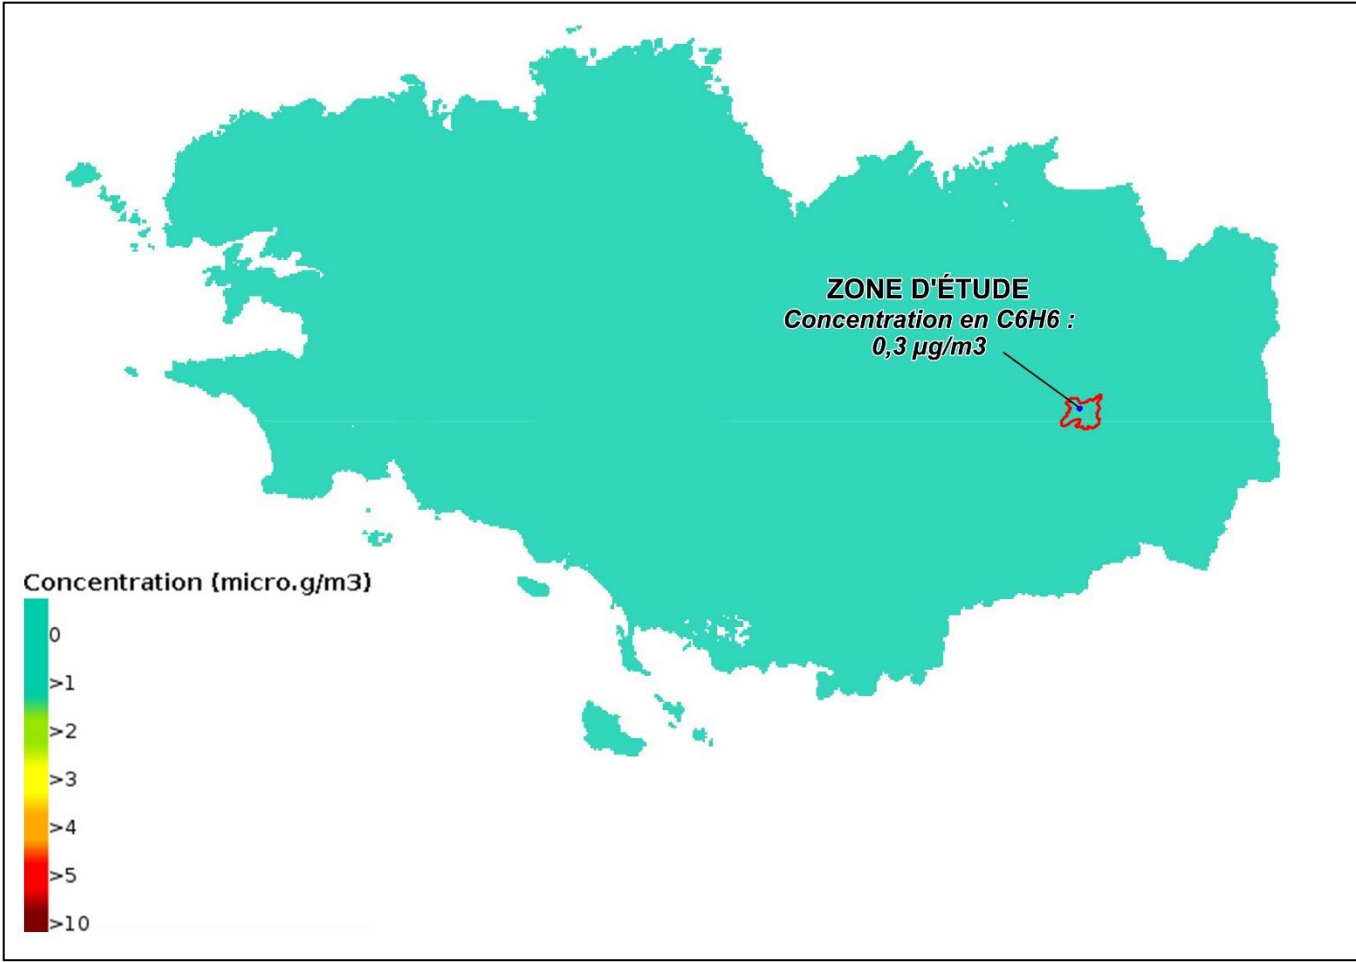 ZONE D'ÉTUDE
Concentration en C6H6 :
0,3 µg/m3
Concentration (micro.g/m3)
0
>1
>2
>3
>4
>5
>10